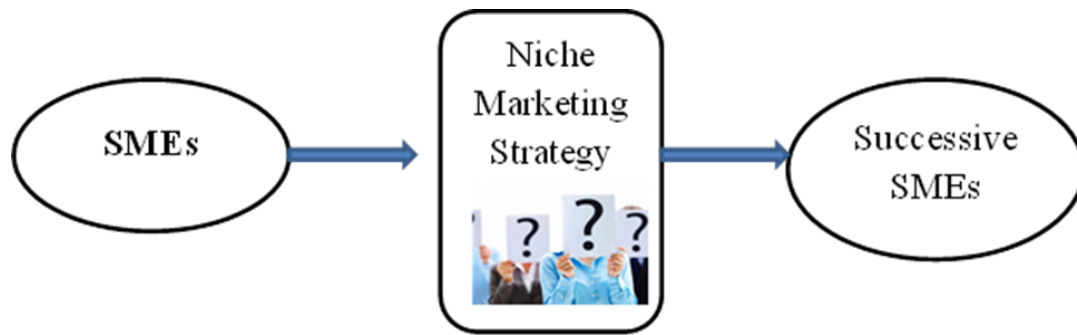 SMEs
Niche
Marketing
Strategy
?
?
?
?
Successive
SMEs